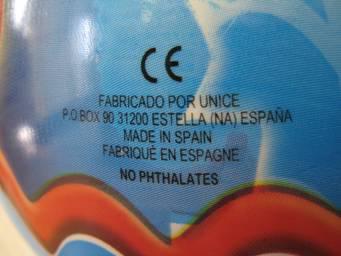 CE
FABRICADO POR UNICE
P.O.BOX 90 31200 ESTELLA (NA) ESPAÑA
MADE IN SPAIN
FABRIQUÉ EN ESPAGNE
NO PHTHALATES